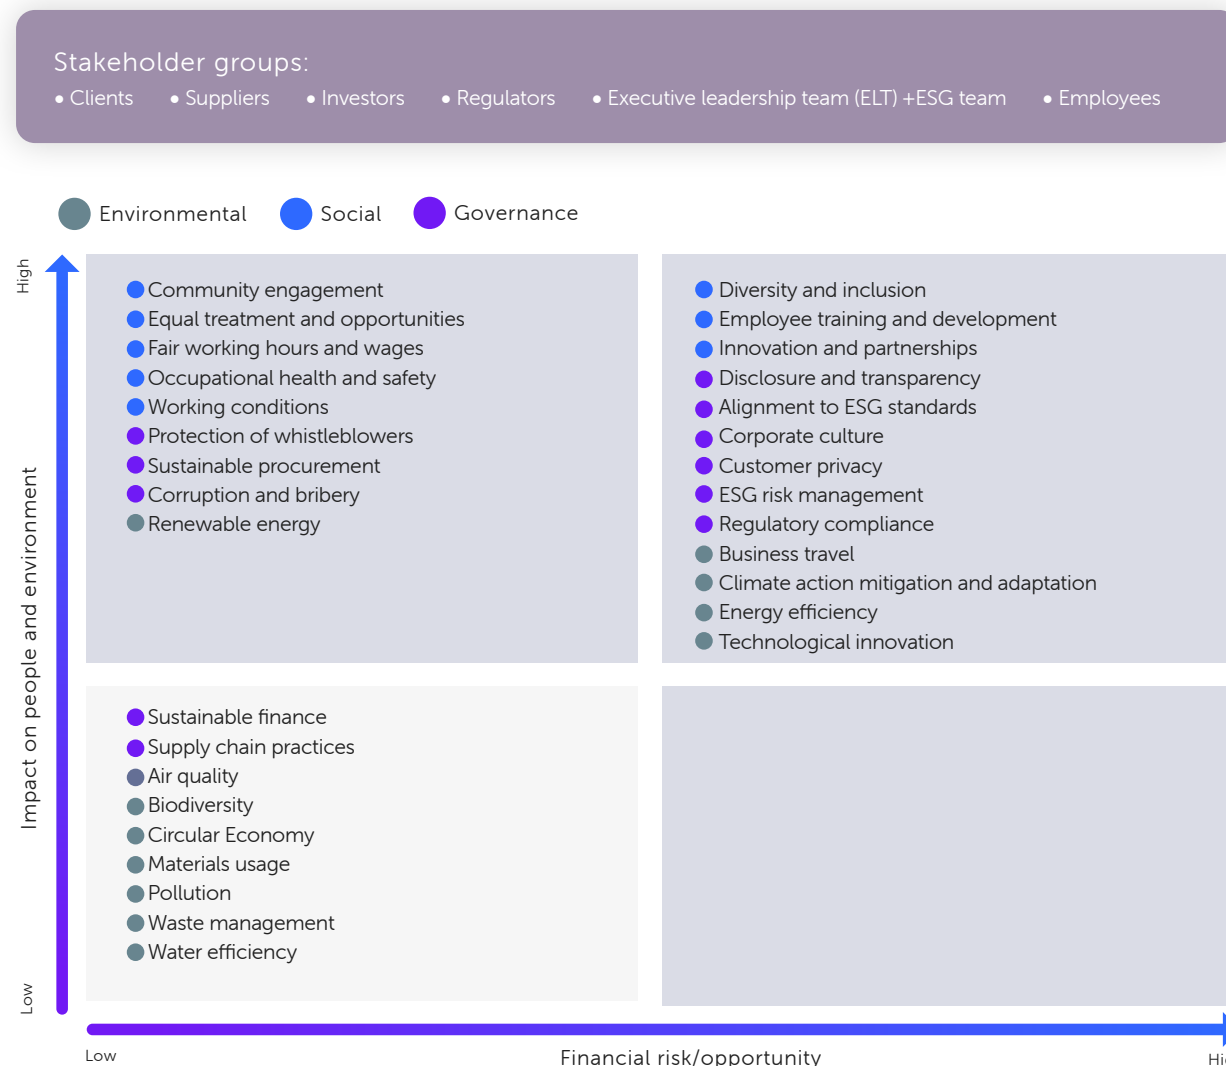 Stakeholder groups:
• Clients • Suppliers • Investors • Regulators • Executive leadership team (ELT) +ESG team • Employees
Environmental Social Governance
High
Impact on people and environment
Low
Community engagement
Equal treatment and opportunities
Fair working hours and wages
Occupational health and safety
Working conditions
Protection of whistleblowers
Sustainable procurement
Corruption and bribery
Renewable energy
Diversity and inclusion
Employee training and development
Innovation and partnerships
Disclosure and transparency
Alignment to ESG standards
Corporate culture
Customer privacy
ESG risk management
Regulatory compliance
Business travel
Climate action mitigation and adaptation
Energy efficiency
Technological innovation
Sustainable finance
Supply chain practices
Air quality
Biodiversity
Circular Economy
Materials usage
Pollution
Waste management
Water efficiency
Low
Financial risk/opportunity